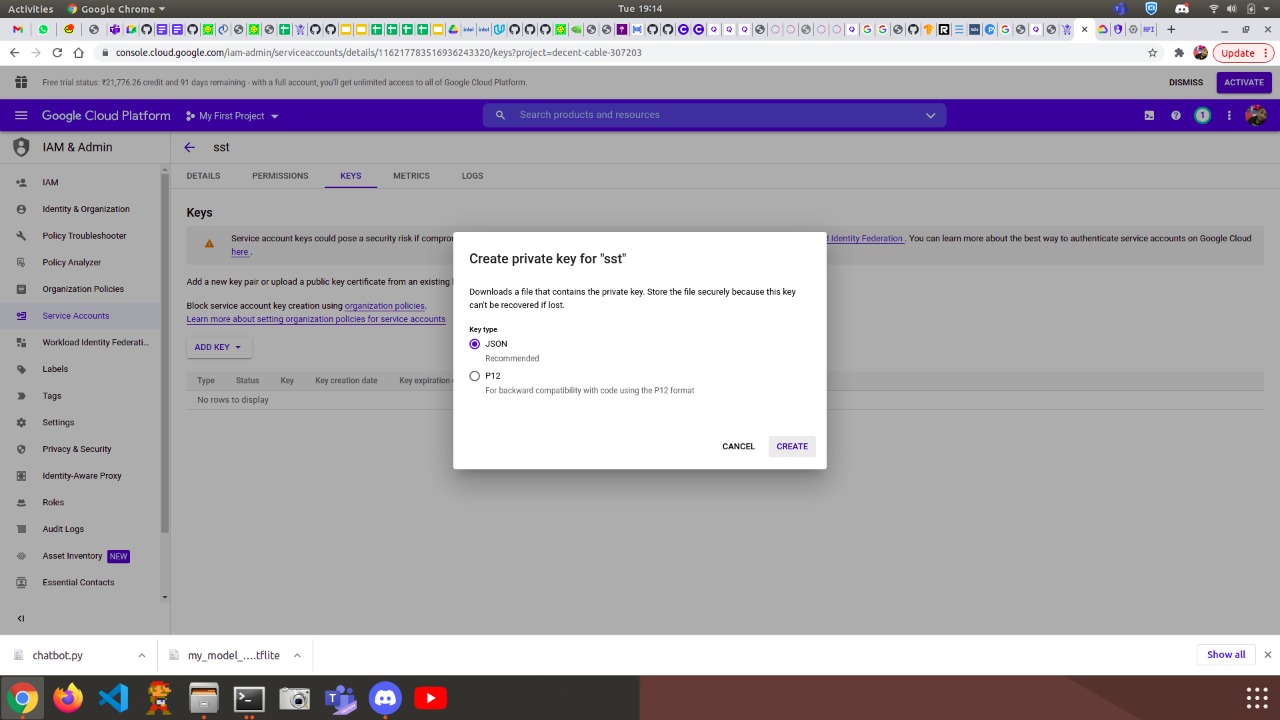 Activities Google Chrome Tue 19:14
console.cloud.google.com/iam-admin/serviceaccounts/details/116217783516936243320/keys?project=decent-cable-307203 Update
Free trial status: ₹21,776.26 credit and 91 days remaining - with a full account, you'll get unlimited access to all of Google Cloud Platform. DISMISS ACTIVATE
Google Cloud Platform My First Project Search products and resources 1
IAM & Admin
sst
DETAILS PERMISSIONS KEYS METRICS LOGS
IAM
Identity & Organization
Policy Troubleshooter
Policy Analyzer
Organization Policies
Service Accounts
Workload Identity Federati...
Labels
Tags
Settings
Privacy & Security
Identity-Aware Proxy
Roles
Audit Logs
Asset Inventory NEW
Essential Contacts
Keys
Service account keys could pose a security risk if compro
Identity Federation . You can learn more about the best way to authenticate service accounts on Google Cloud
here .
Add a new key pair or upload a public key certificate from an existing
Block service account key creation using organization policies.
Learn more about setting organization policies for service accounts
ADD KEY
Type Status Key Key creation date Key expiration
No rows to display
Create private key for "sst"
Downloads a file that contains the private key. Store the file securely because this key
can't be recovered if lost.
Key type
JSON
Recommended
P12
For backward compatibility with code using the P12 format
CANCEL CREATE
chatbot.py my_model_....tflite Show all